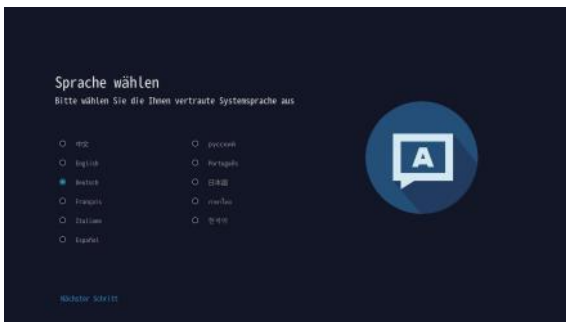 Sprache wählen
Bitte wählen Sie die Ihnen vertraute Systemsprache aus
中文
English
Deutsch
Français
Italiano
Español
русский
Português
日本語
한국어
A
Nächster Schritt